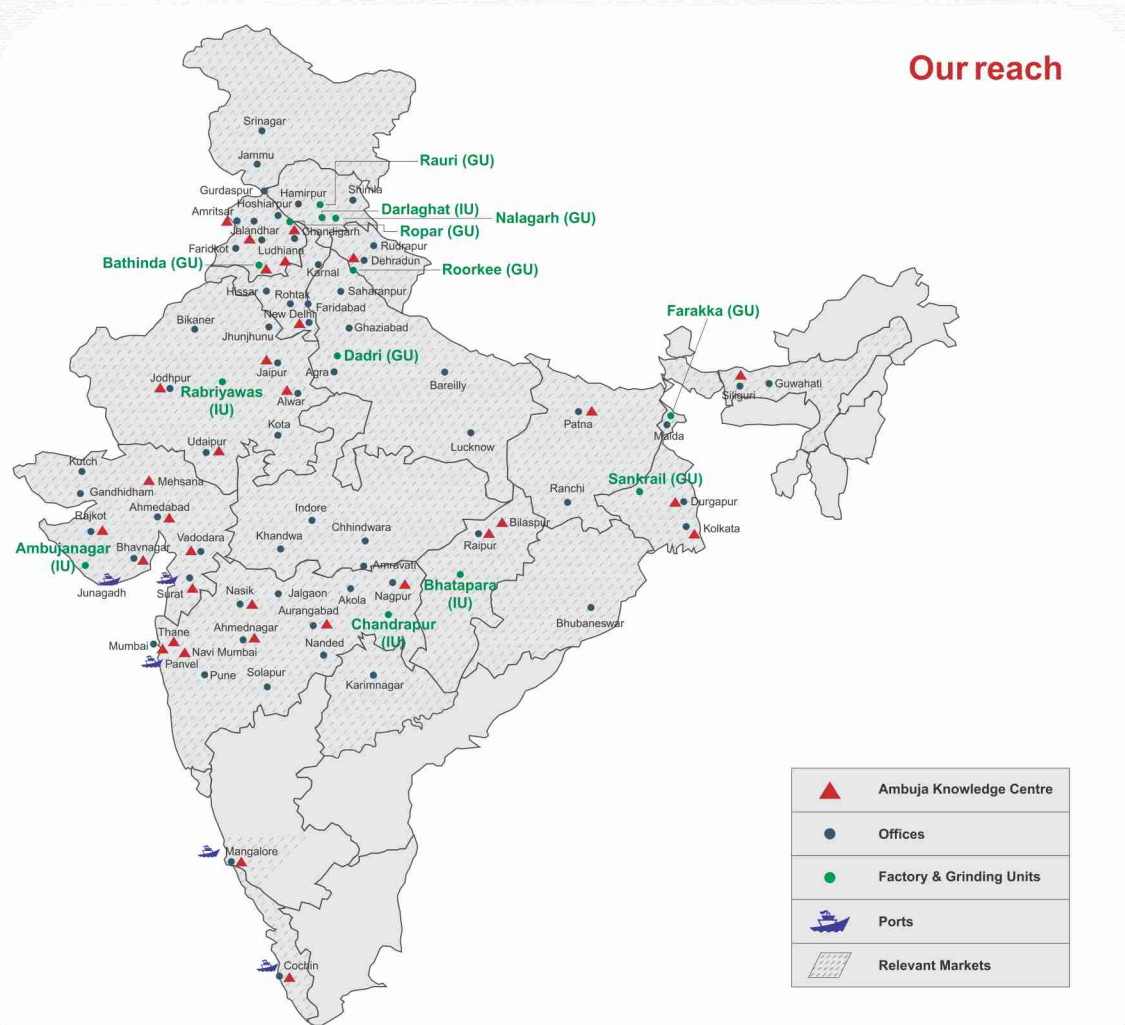 Our reach
Srinagar
Jammu
Rauri (GU)
Gurdaspur
Hamirpur
Shimla
Hoshiarpur
Darlaghat (IU)
Amritsar
Nalagarh (GU)
Jalandhar
Chandigarh
Ropar (GU)
Faridkot
Ludhiana
Rudrapur
Bathinda (GU)
Karnal
Dehradun
Roorkee (GU)
Hissar
Rohtak
Saharanpur
Faridabad
New Delhi
Farakka (GU)
Bikaner
Jhunjhunu
Ghaziabad
Dadri (GU)
Jodhpur
Jaipur
Agra
Bareilly
Guwahati
Rabriyawas
(IU)
Alwar
Siliguri
Kota
Patna
Malda
Udaipur
Lucknow
Kutch
Mehsana
Sankrail (GU)
Gandhidham
Ranchi
Durgapur
Rajkot
Ahmedabad
Indore
Bilaspur
Kolkata
Chhindwara
Khandwa
Raipur
Ambujanagar
(IU)
Bhavnagar
Vadodara
Amravati
Bhatapara
(IU)
Junagadh
Surat
Nasik
Jalgaon
Akola
Nagpur
Aurangabad
Chandrapur
(IU)
Bhubaneswar
Thane
Ahmednagar
Mumbai
Navi Mumbai
Nanded
Panvel
Pune
Solapur
Karimnagar
Mangalore
Cochin
Ambuja Knowledge Centre
Offices
Factory & Grinding Units
Ports
Relevant Markets